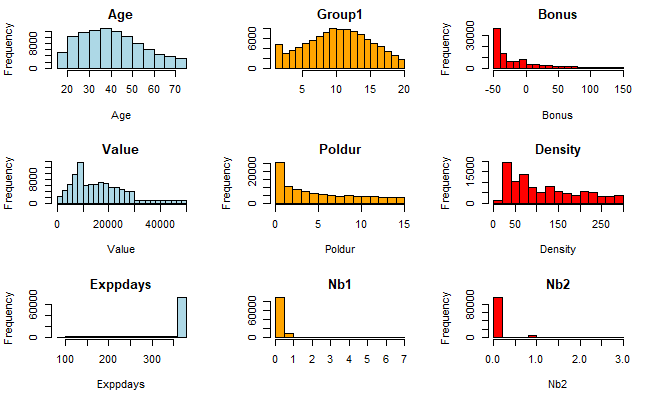 Age
Frequency
0
8000
20 30 40 50 60 70
Age
Group1
Frequency
0
8000
5 10 15 20
Group1
Bonus
Frequency
0
30000
-50 0 50 100 150
Bonus
Value
Frequency
0
8000
0 20000 40000
Value
Poldur
Frequency
0
20000
0 5 10 15
Poldur
Density
Frequency
0
15000
0 50 150 250
Density
Exppdays
Frequency
0
60000
100 200 300
Exppdays
Nb1
Frequency
0
60000
0 1 2 3 4 5 6 7
Nb1
Nb2
Frequency
0
80000
0.0 1.0 2.0 3.0
Nb2